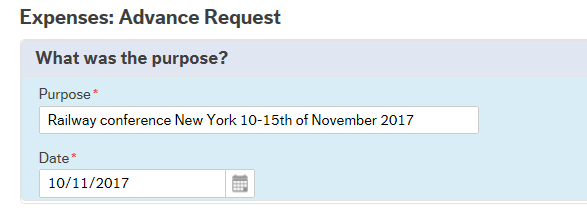 Expenses: Advance Request
What was the purpose?
Purpose*
Railway conference New York 10-15th of November 2017
Date*
10/11/2017